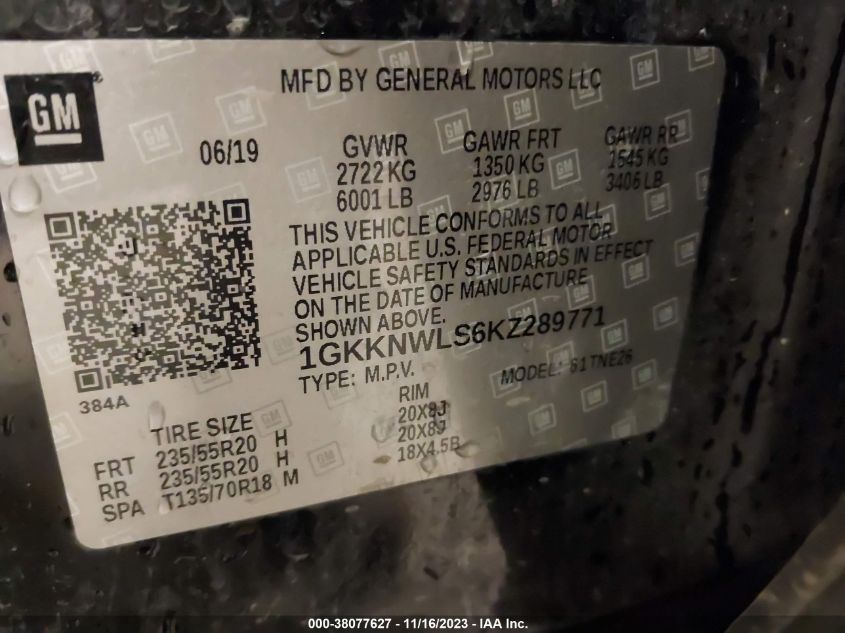 MFD BY GENERAL MOTORS LLC
GM
06/19
GVWR GAWR FRT GAWR RR
2722 KG 1350 KG 1545 KG
6001 LB 2976 LB 3406 LB
THIS VEHICLE CONFORMS TO ALL
APPLICABLE U.S. FEDERAL MOTOR
VEHICLE SAFETY STANDARDS IN EFFECT
ON THE DATE OF MANUFACTURE
SHOWN ABOVE.
1GKKNWLS6KZ289771
TYPE: M.P.V. MODEL: 61TNE26
384A
TIRE SIZE RIM
FRT 235/55R20 H 20X8J
RR 235/55R20 H 20X8J
SPA T135/70R18 M 18X4.5B
000-38077627 - 11/16/2023 - IAA Inc.